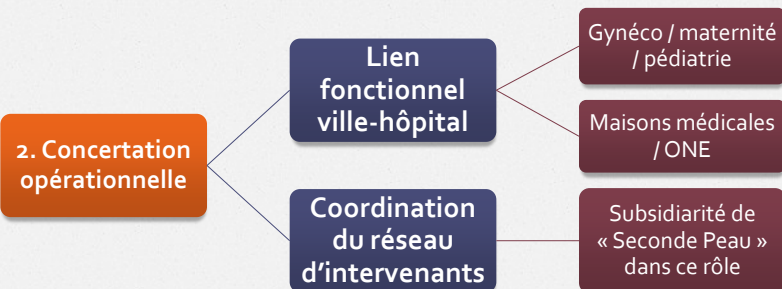 2. Concertation
opérationnelle
Lien
fonctionnel
ville-hôpital
Gynéco / maternité
/ pédiatrie
Maisons médicales
/ ONE
Coordination
du réseau
d'intervenants
Subsidiarité de
« Seconde Peau »
dans ce rôle